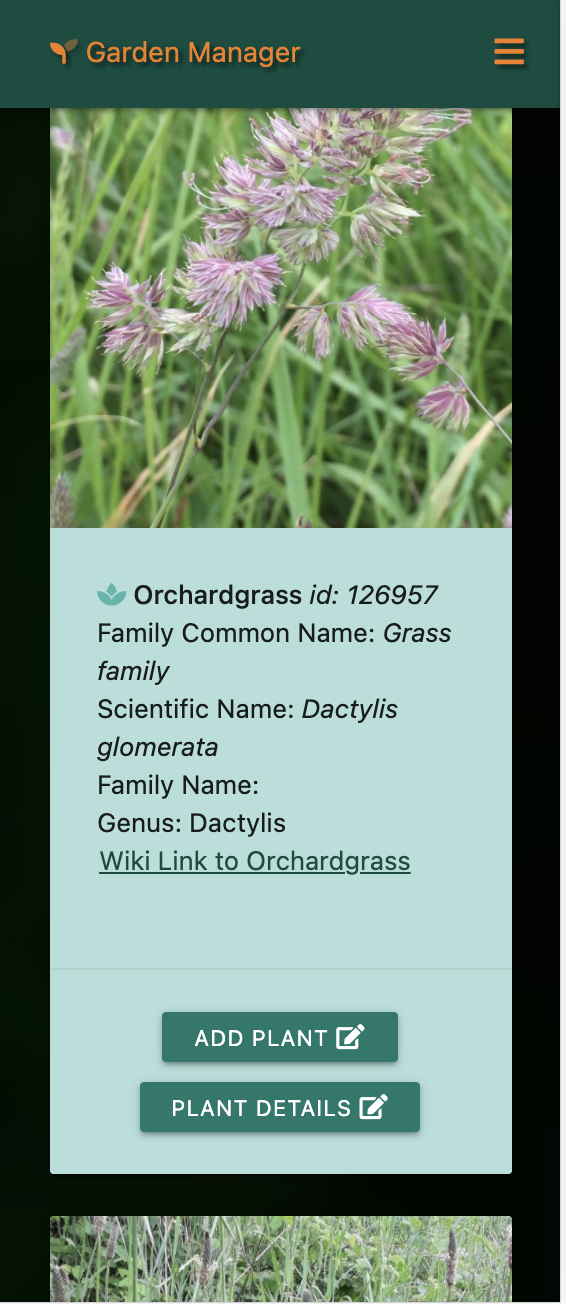 Garden Manager
Orchardgrass id: 126957
Family Common Name: Grass
family
Scientific Name: Dactylis
glomerata
Family Name:
Genus: Dactylis
Wiki Link to Orchardgrass
ADD PLANT
PLANT DETAILS